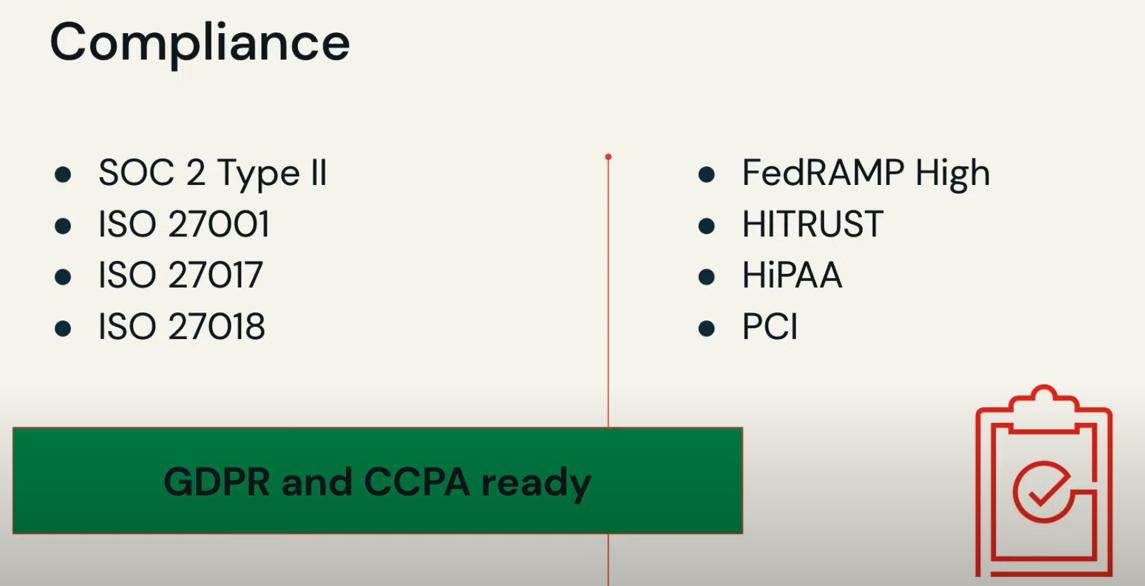 Compliance
SOC 2 Type II
ISO 27001
ISO 27017
ISO 27018
FedRAMP High
HITRUST
HiPAA
PCI
GDPR and CCPA ready